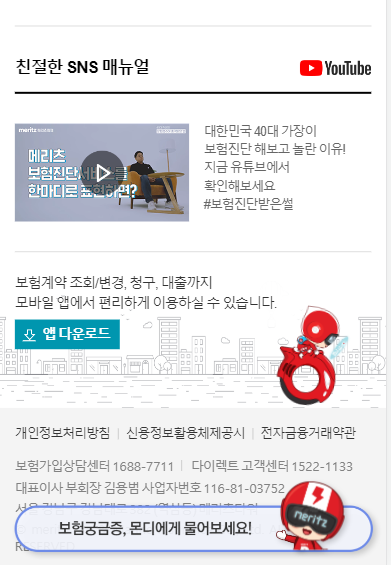 친절한 SNS 매뉴얼
YouTube
meritz
메리츠
보험진단서비스를
한마디로 표현하면?
대한민국 40대 가장이
보험진단 해보고 놀란 이유!
지금 유튜브에서
확인해보세요
#보험진단받은썰
보험계약 조회/변경, 청구, 대출까지
모바일 앱에서 편리하게 이용하실 수 있습니다.
앱 다운로드
개인정보처리방침 | 신용정보활용체제공시 | 전자금융거래약관
보험가입상담센터 1688-7711 | 다이렉트 고객센터 1522-1133
대표이사 부회장 김용범 사업자번호 116-81-03752
보험궁금증, 몬디에게 물어보세요!
meritz